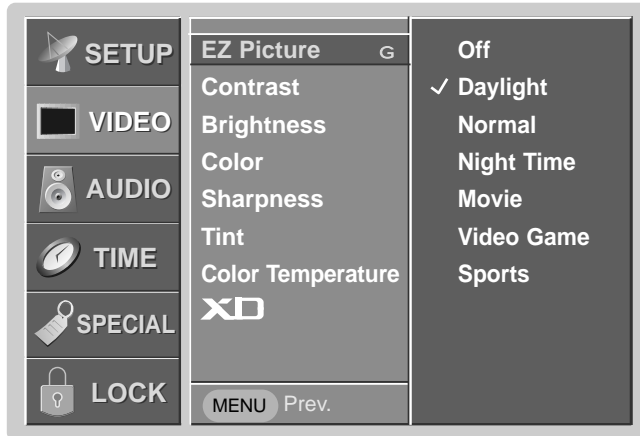 SETUP
VIDEO
AUDIO
TIME
SPECIAL
LOCK
EZ Picture G
Contrast
Brightness
Color
Sharpness
Tint
Color Temperature
XD
MENU Prev.
Off
✓ Daylight
Normal
Night Time
Movie
Video Game
Sports